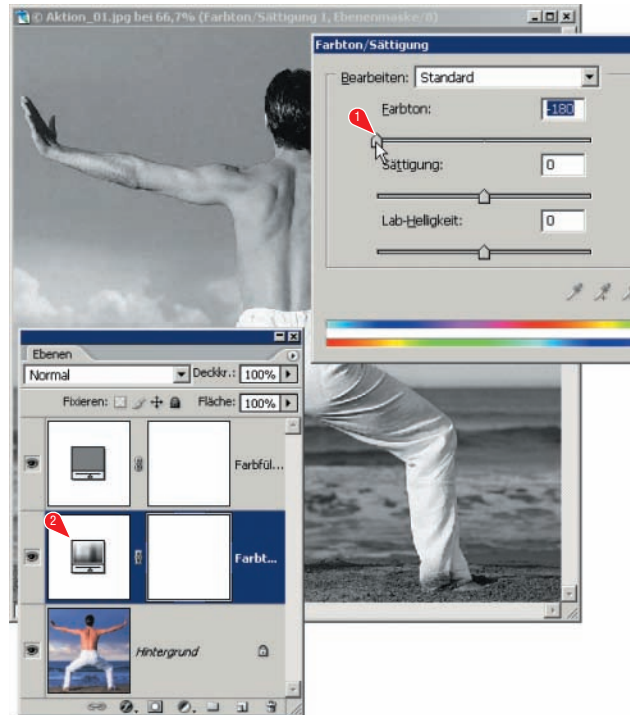 © Aktion_01.jpg bei 66,7% (Farbton/Sättigung 1, Ebenenmaske/8)
Farbton/Sättigung
Bearbeiten: Standard
Farbton: -180
1
Sättigung: 0
Lab-Helligkeit: 0
Ebenen
Normal Deckkr.: 100%
Fixieren: Fläche: 100%
Farbfül...
2
Farbt...
Hintergrund